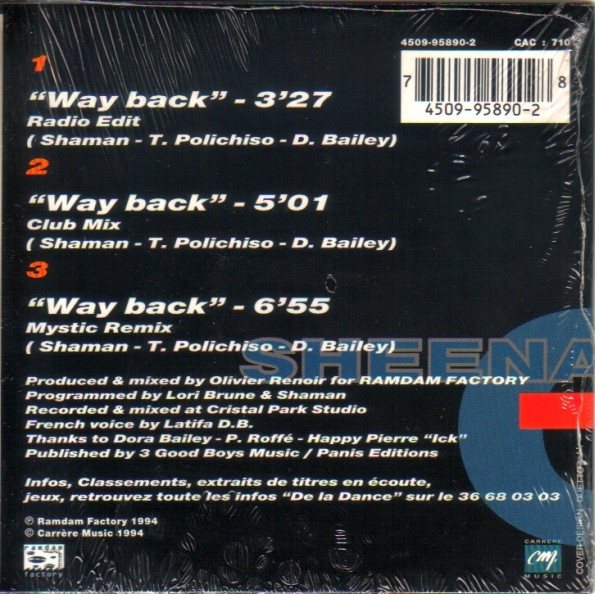 4509-95890-2 CAC : 710
7 4509-95890-2 8
1
“Way back” - 3’27
Radio Edit
( Shaman - T. Polichiso - D. Bailey)
2
“Way back” - 5’01
Club Mix
( Shaman - T. Polichiso - D. Bailey)
3
“Way back” - 6’55
Mystic Remix
( Shaman - T. Polichiso - D. Bailey)
SHEENA
Produced & mixed by Olivier Renoir for RAMDAM FACTORY
Programmed by Lori Brune & Shaman
Recorded & mixed at Cristal Park Studio
French voice by Latifa D.B.
Thanks to Dora Bailey - P. Roffé - Happy Pierre “Ick”
Published by 3 Good Boys Music / Panis Editions
Infos, Classements, extraits de titres en écoute,
jeux, retrouvez toute les infos “De la Dance” sur le 36 68 03 03
℗ Ramdam Factory 1994
© Carrère Music 1994
ramdam
factory
CARRERE
CM
MUSIC
COVER DESIGN